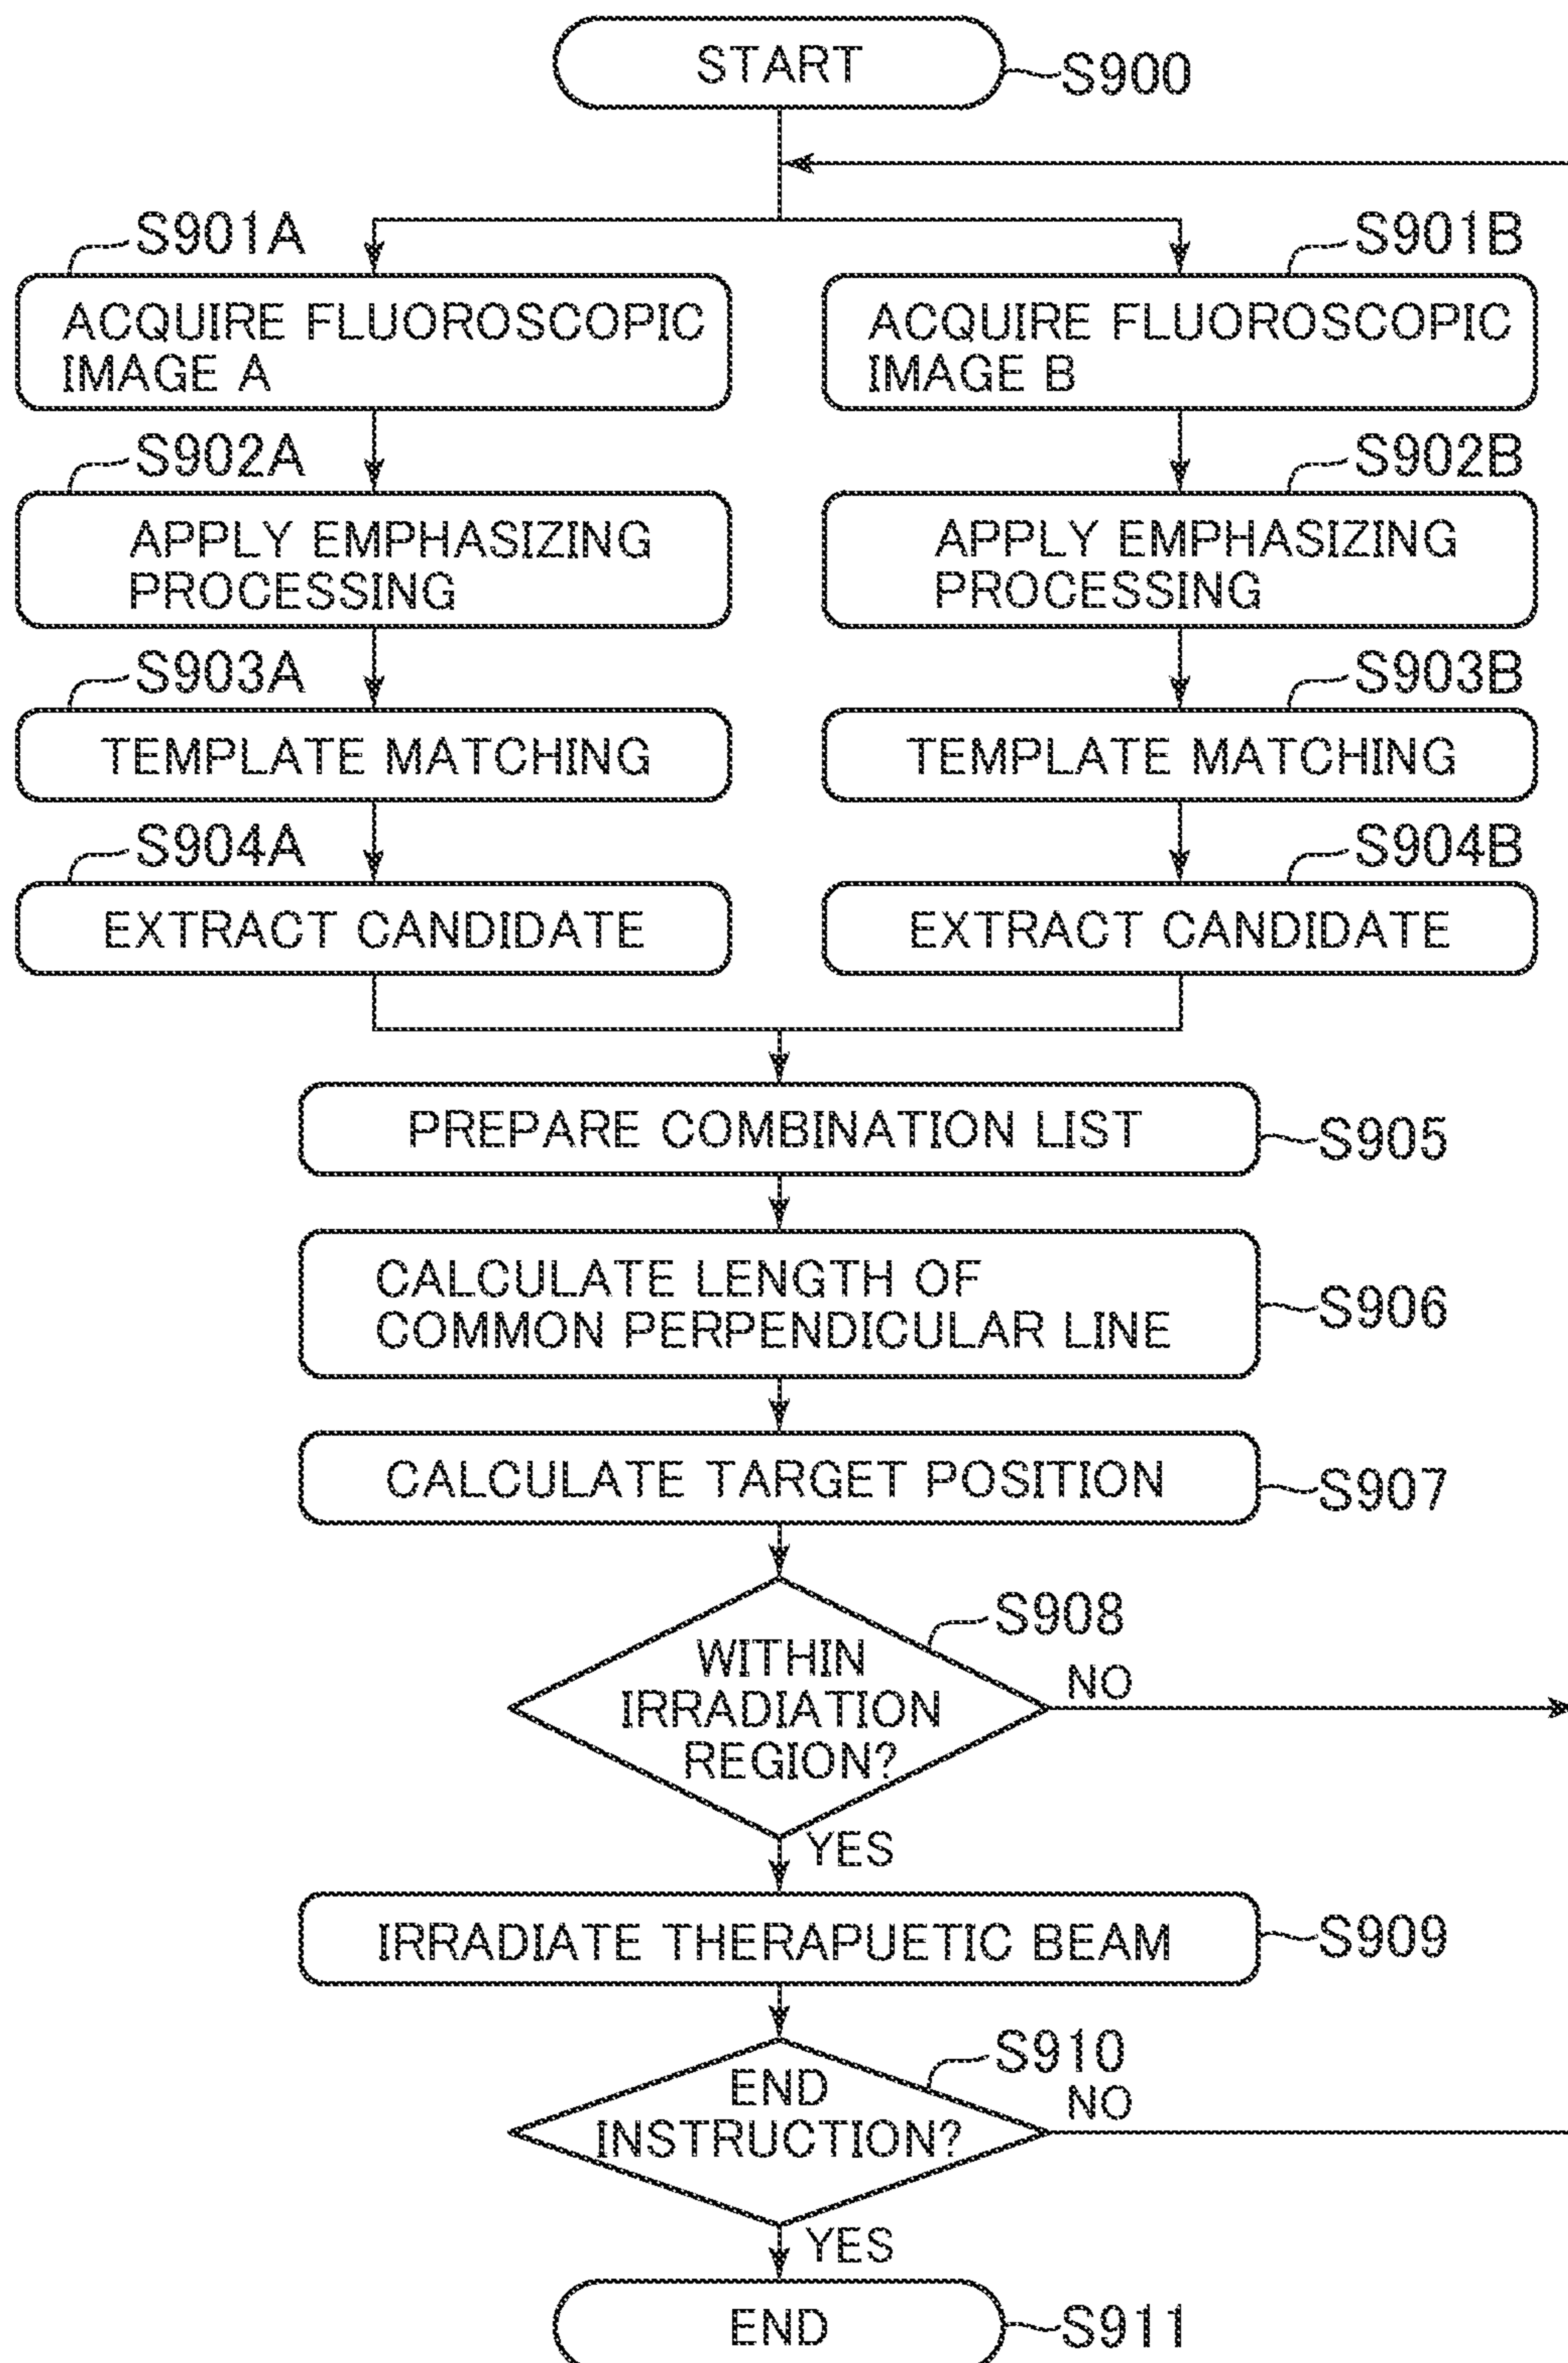 START
S900
S901A
S901B
ACQUIRE FLUOROSCOPIC
IMAGE A
ACQUIRE FLUOROSCOPIC
IMAGE B
S902A
S902B
APPLY EMPHASIZING
PROCESSING
APPLY EMPHASIZING
PROCESSING
S903A
S903B
TEMPLATE MATCHING
TEMPLATE MATCHING
S904A
S904B
EXTRACT CANDIDATE
EXTRACT CANDIDATE
PREPARE COMBINATION LIST
S905
CALCULATE LENGTH OF
COMMON PERPENDICULAR LINE
S906
CALCULATE TARGET POSITION
S907
S908
WITHIN
IRRADIATION
REGION?
NO
YES
IRRADIATE THERAPUETIC BEAM
S909
S910
END
INSTRUCTION?
NO
YES
END
S911